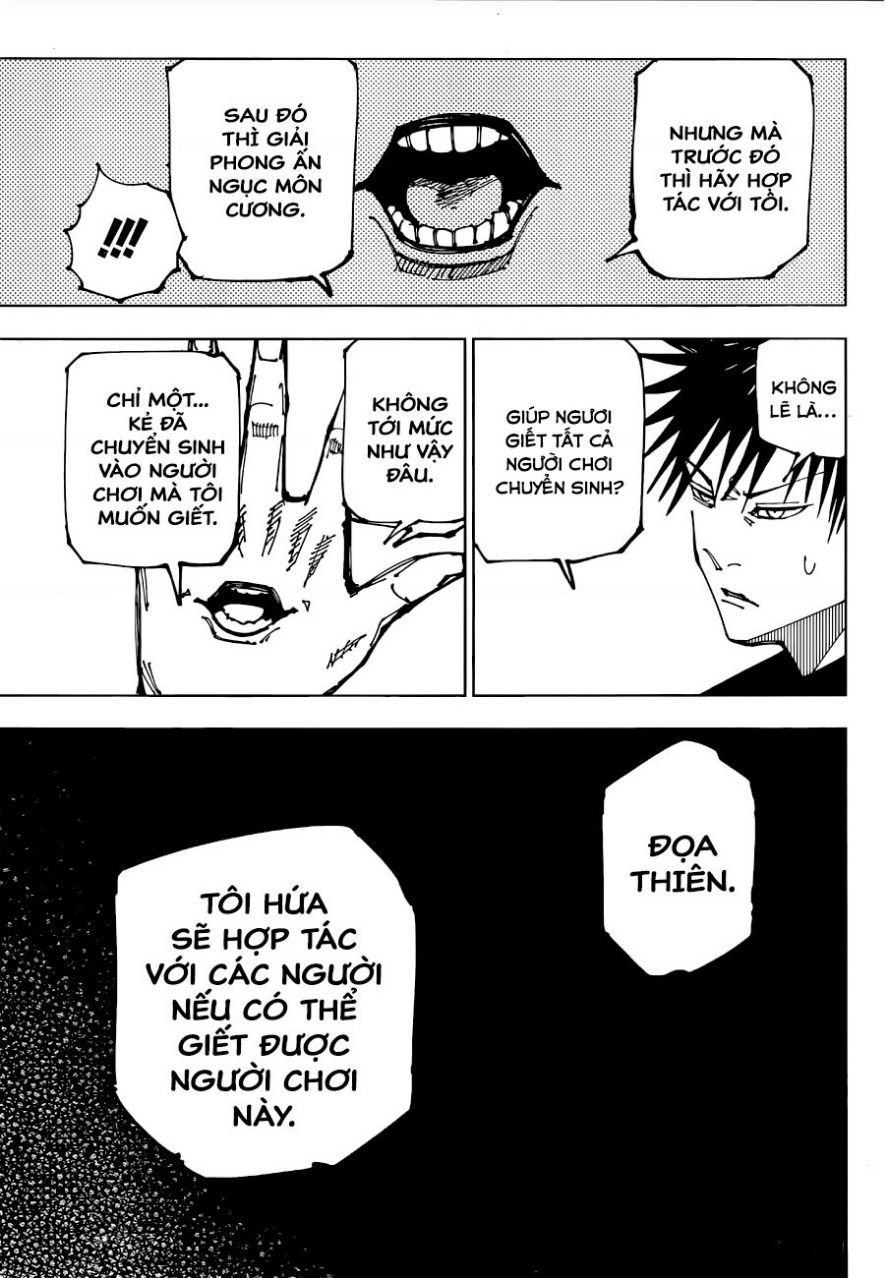 NHƯNG MÀ
TRƯỚC ĐÓ
THÌ HÃY HỢP
TÁC VỚI TÔI.
SAU ĐÓ
THÌ GIẢI
PHONG ẤN
NGỤC MÔN
CƯƠNG.
!!!
KHÔNG
LẼ LÀ...
GIÚP NGƯƠI
GIẾT TẤT CẢ
NGƯỜI CHƠI
CHUYỂN SINH?
KHÔNG
TỚI MỨC
NHƯ VẬY
ĐÂU.
CHỈ MỘT...
KẺ ĐÃ
CHUYỂN SINH
VÀO NGƯỜI
CHƠI MÀ TÔI
MUỐN GIẾT.
ĐỌA
THIÊN.
TÔI HỨA
SẼ HỢP TÁC
VỚI CÁC NGƯỜI
NẾU CÓ THỂ
GIẾT ĐƯỢC
NGƯỜI CHƠI
NÀY.